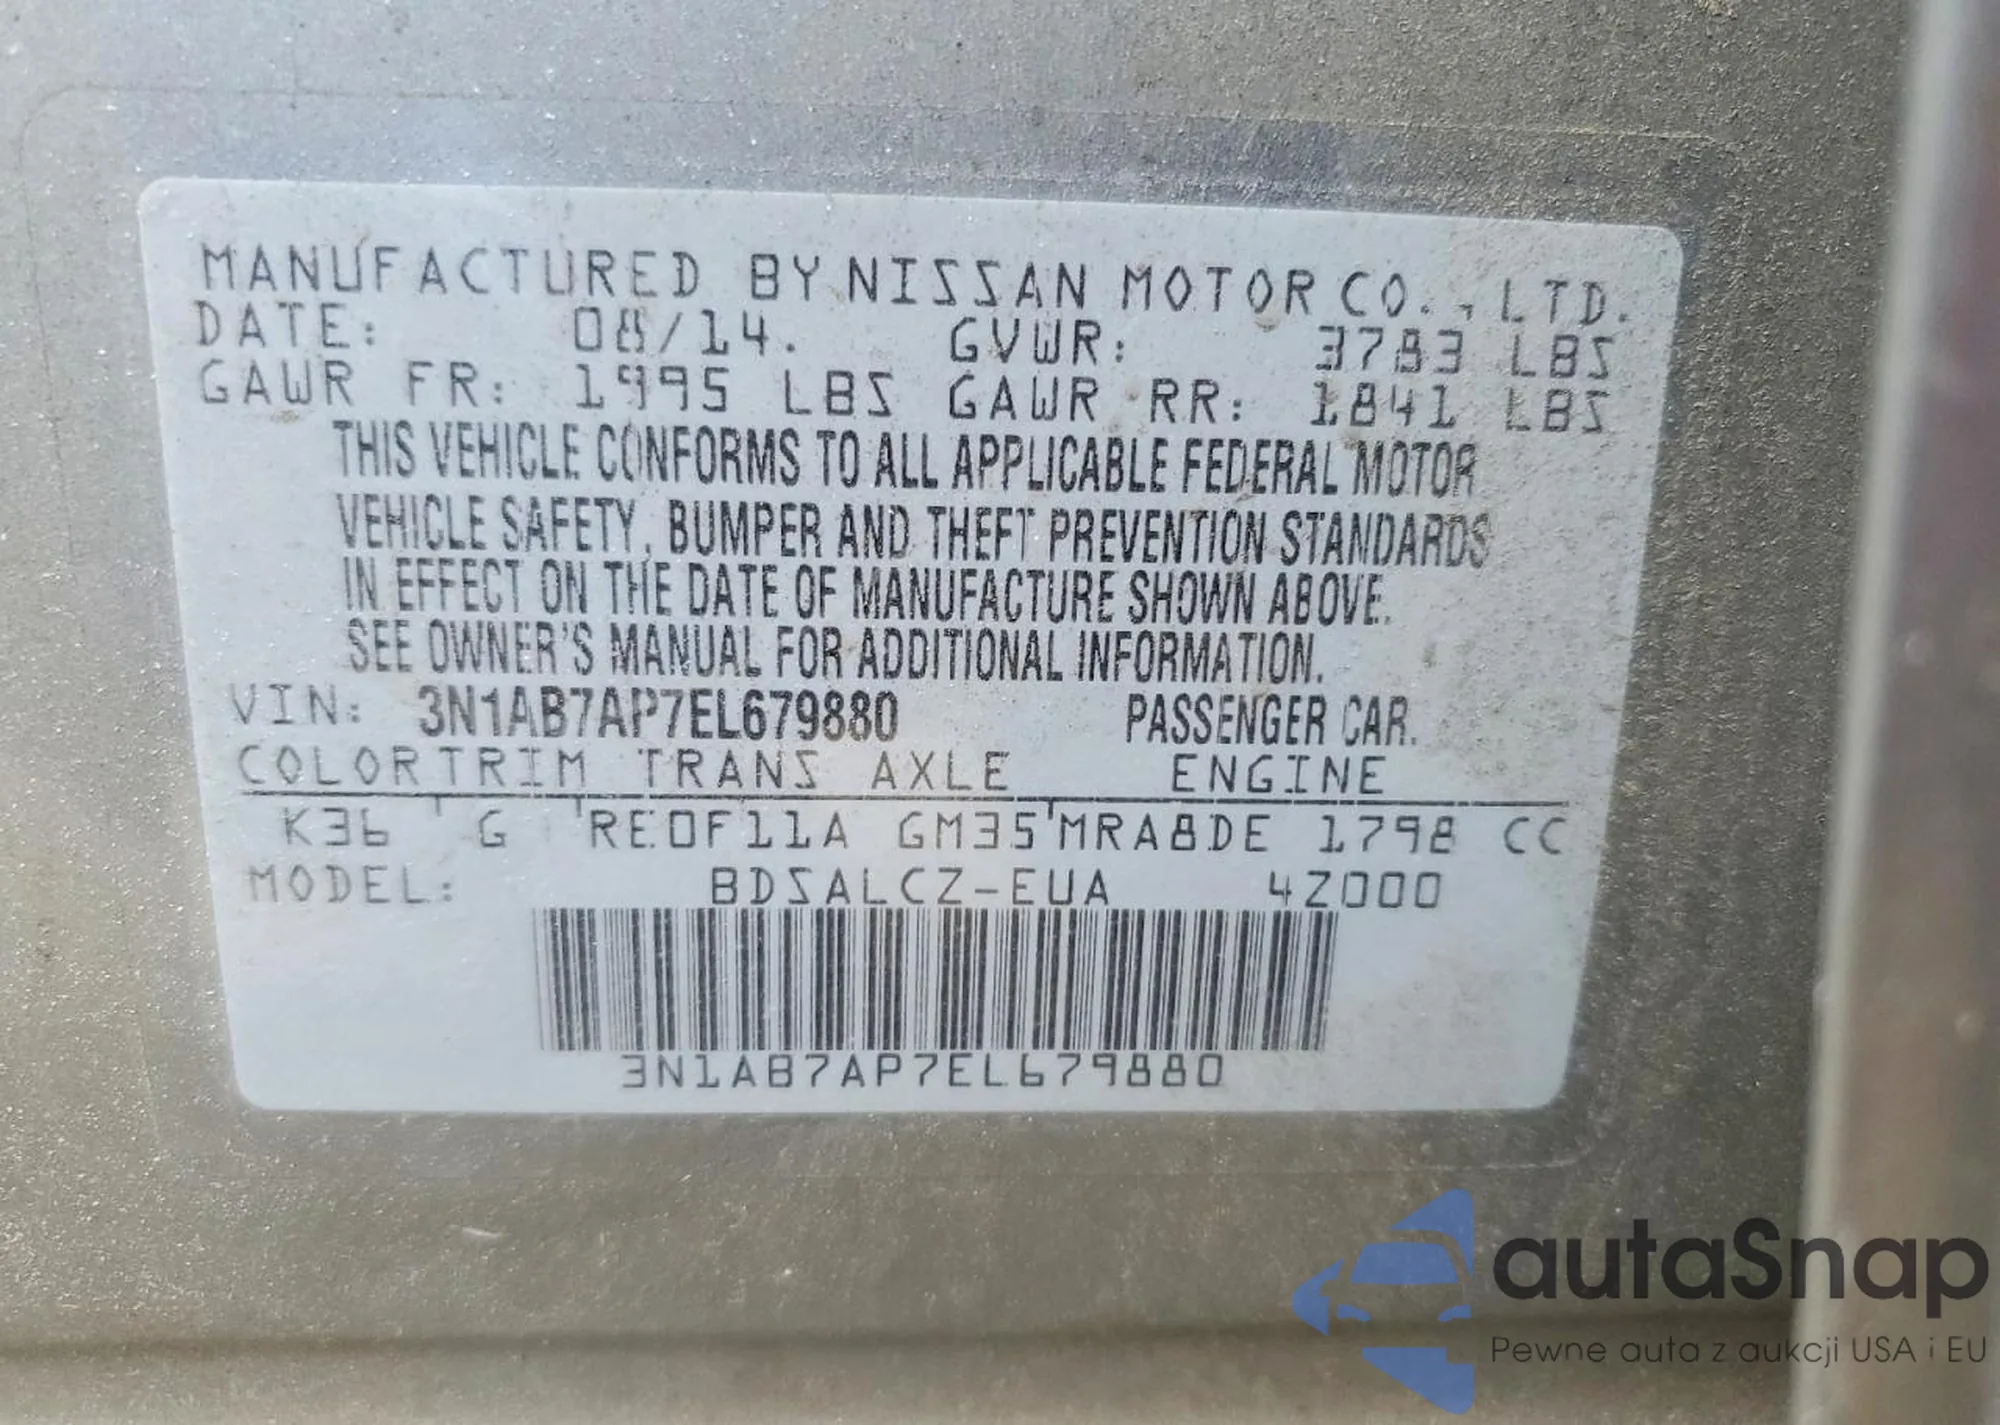 MANUFACTURED BY NISSAN MOTOR CO., LTD.
DATE: 08/14. GVWR: 3783 LBS
GAWR FR: 1995 LBS GAWR RR: 1841 LBS
THIS VEHICLE CONFORMS TO ALL APPLICABLE FEDERAL MOTOR
VEHICLE SAFETY, BUMPER AND THEFT PREVENTION STANDARDS
IN EFFECT ON THE DATE OF MANUFACTURE SHOWN ABOVE.
SEE OWNER'S MANUAL FOR ADDITIONAL INFORMATION.
VIN: 3N1AB7AP7EL679880 PASSENGER CAR.
COLOR TRIM TRANS AXLE ENGINE
K36 G RE0F11A GM35 MRA8DE 1798 CC
MODEL: BDSALCZ-EUA 4Z000
3N1AB7AP7EL679880
autaSnap
Pewne auta z aukcji USA i EU